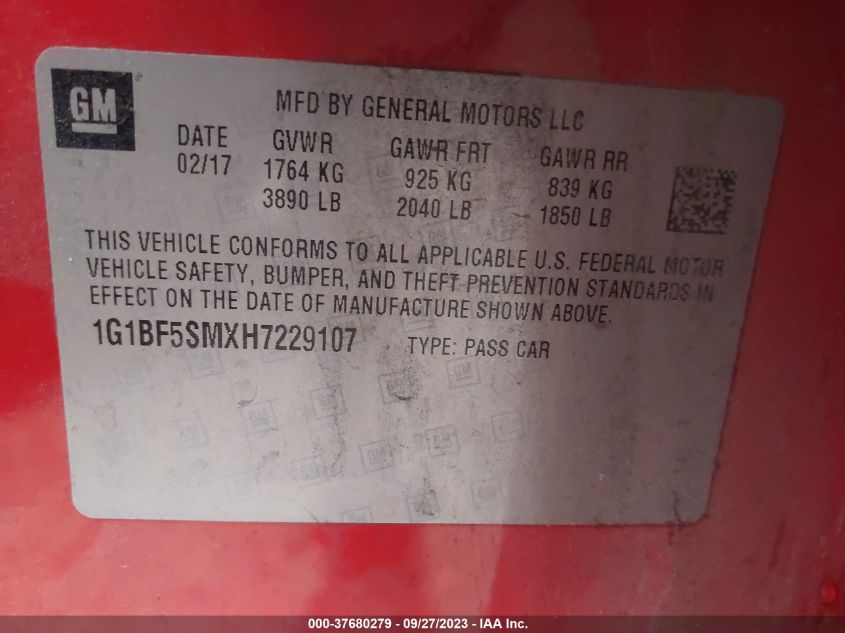 GM
MFD BY GENERAL MOTORS LLC
DATE GVWR GAWR FRT GAWR RR
02/17 1764 KG 925 KG 839 KG
3890 LB 2040 LB 1850 LB
THIS VEHICLE CONFORMS TO ALL APPLICABLE U.S. FEDERAL MOTOR
VEHICLE SAFETY, BUMPER, AND THEFT PREVENTION STANDARDS IN
EFFECT ON THE DATE OF MANUFACTURE SHOWN ABOVE.
1G1BF5SMXH7229107 TYPE: PASS CAR
000-37680279 - 09/27/2023 - IAA Inc.